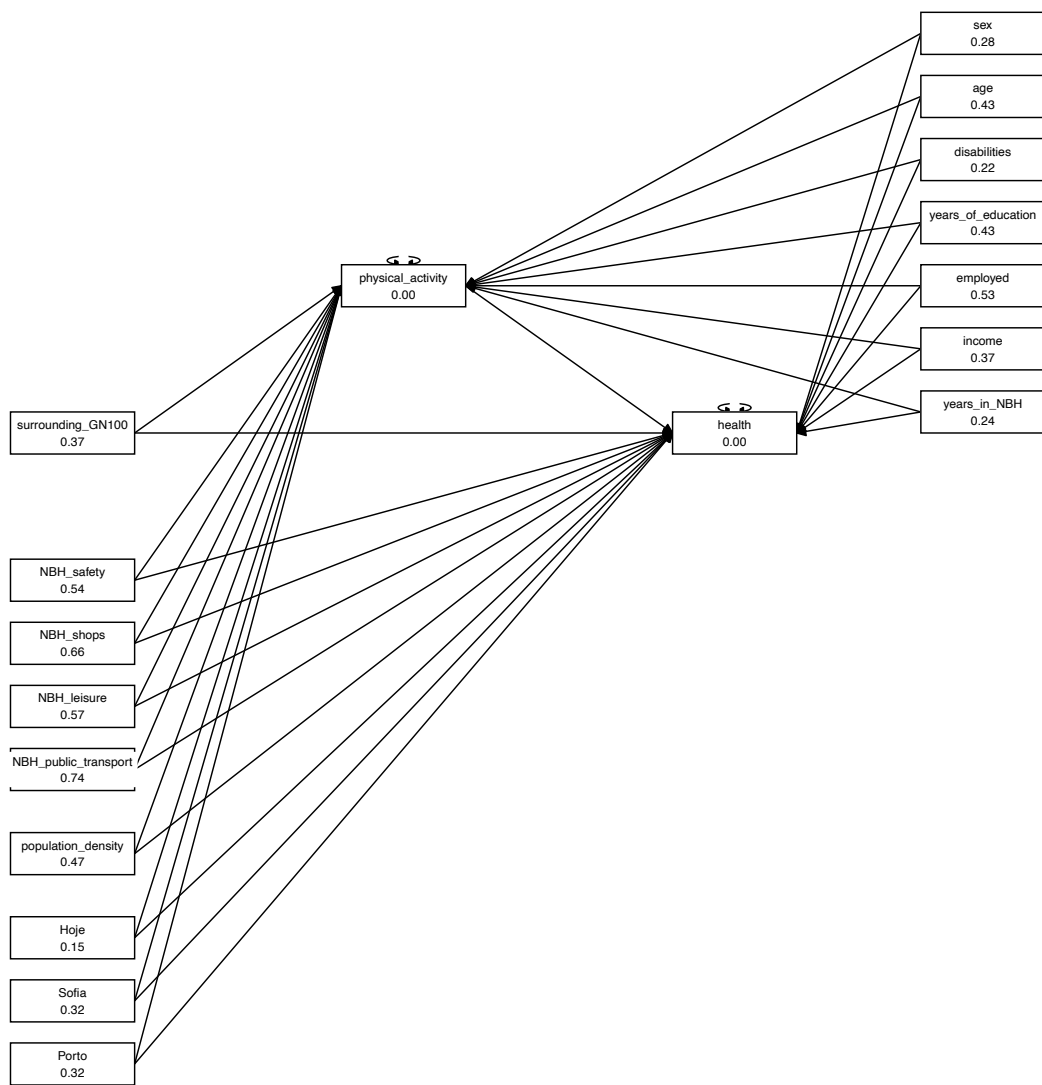 sex
0.28
age
0.43
disabilities
0.22
years_of_education
0.43
physical_activity
0.00
employed
0.53
income
0.37
surrounding_GN100
0.37
health
0.00
years_in_NBH
0.24
NBH_safety
0.54
NBH_shops
0.66
NBH_leisure
0.57
NBH_public_transport
0.74
population_density
0.47
Hoje
0.15
Sofia
0.32
Porto
0.32